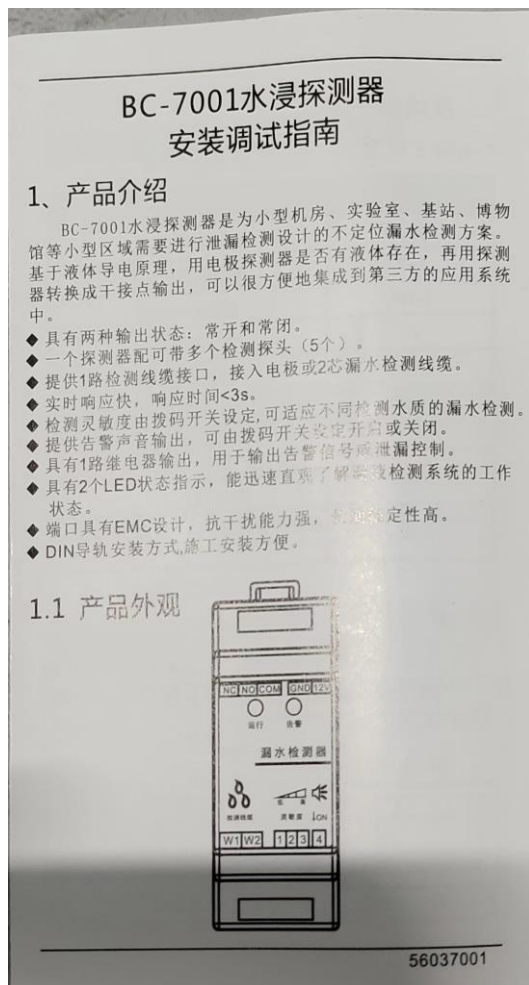 BC-7001水浸探测器
安装调试指南
1、产品介绍
BC-7001水浸探测器是为小型机房、实验室、基站、博物
馆等小型区域需要进行泄漏检测设计的不定位漏水检测方案。
基于液体导电原理，用电极探测器是否有液体存在，再用探测
器转换成干接点输出，可以很方便地集成到第三方的应用系统
中。
◆ 具有两种输出状态：常开和常闭。
◆ 一个探测器配可带多个检测探头（5个）。
◆ 提供1路检测线缆接口，接入电极或2芯漏水检测线缆。
◆ 实时响应快，响应时间<3s。
◆ 检测灵敏度由拨码开关设定,可适应不同检测水质的漏水检测。
◆ 提供告警声音输出，可由拨码开关设定开启或关闭。
◆ 具有1路继电器输出，用于输出告警信号或泄漏控制。
◆ 具有2个LED状态指示，能迅速直观了解漏液检测系统的工作
状态。
◆ 端口具有EMC设计，抗干扰能力强，定性高。
◆ DIN导轨安装方式,施工安装方便。
1.1 产品外观
NC NO COM GND 12V
运行 告警
漏水检测器
低 高
检测线缆 灵敏度 ↓ON
W1 W2 1 2 3 4
56037001